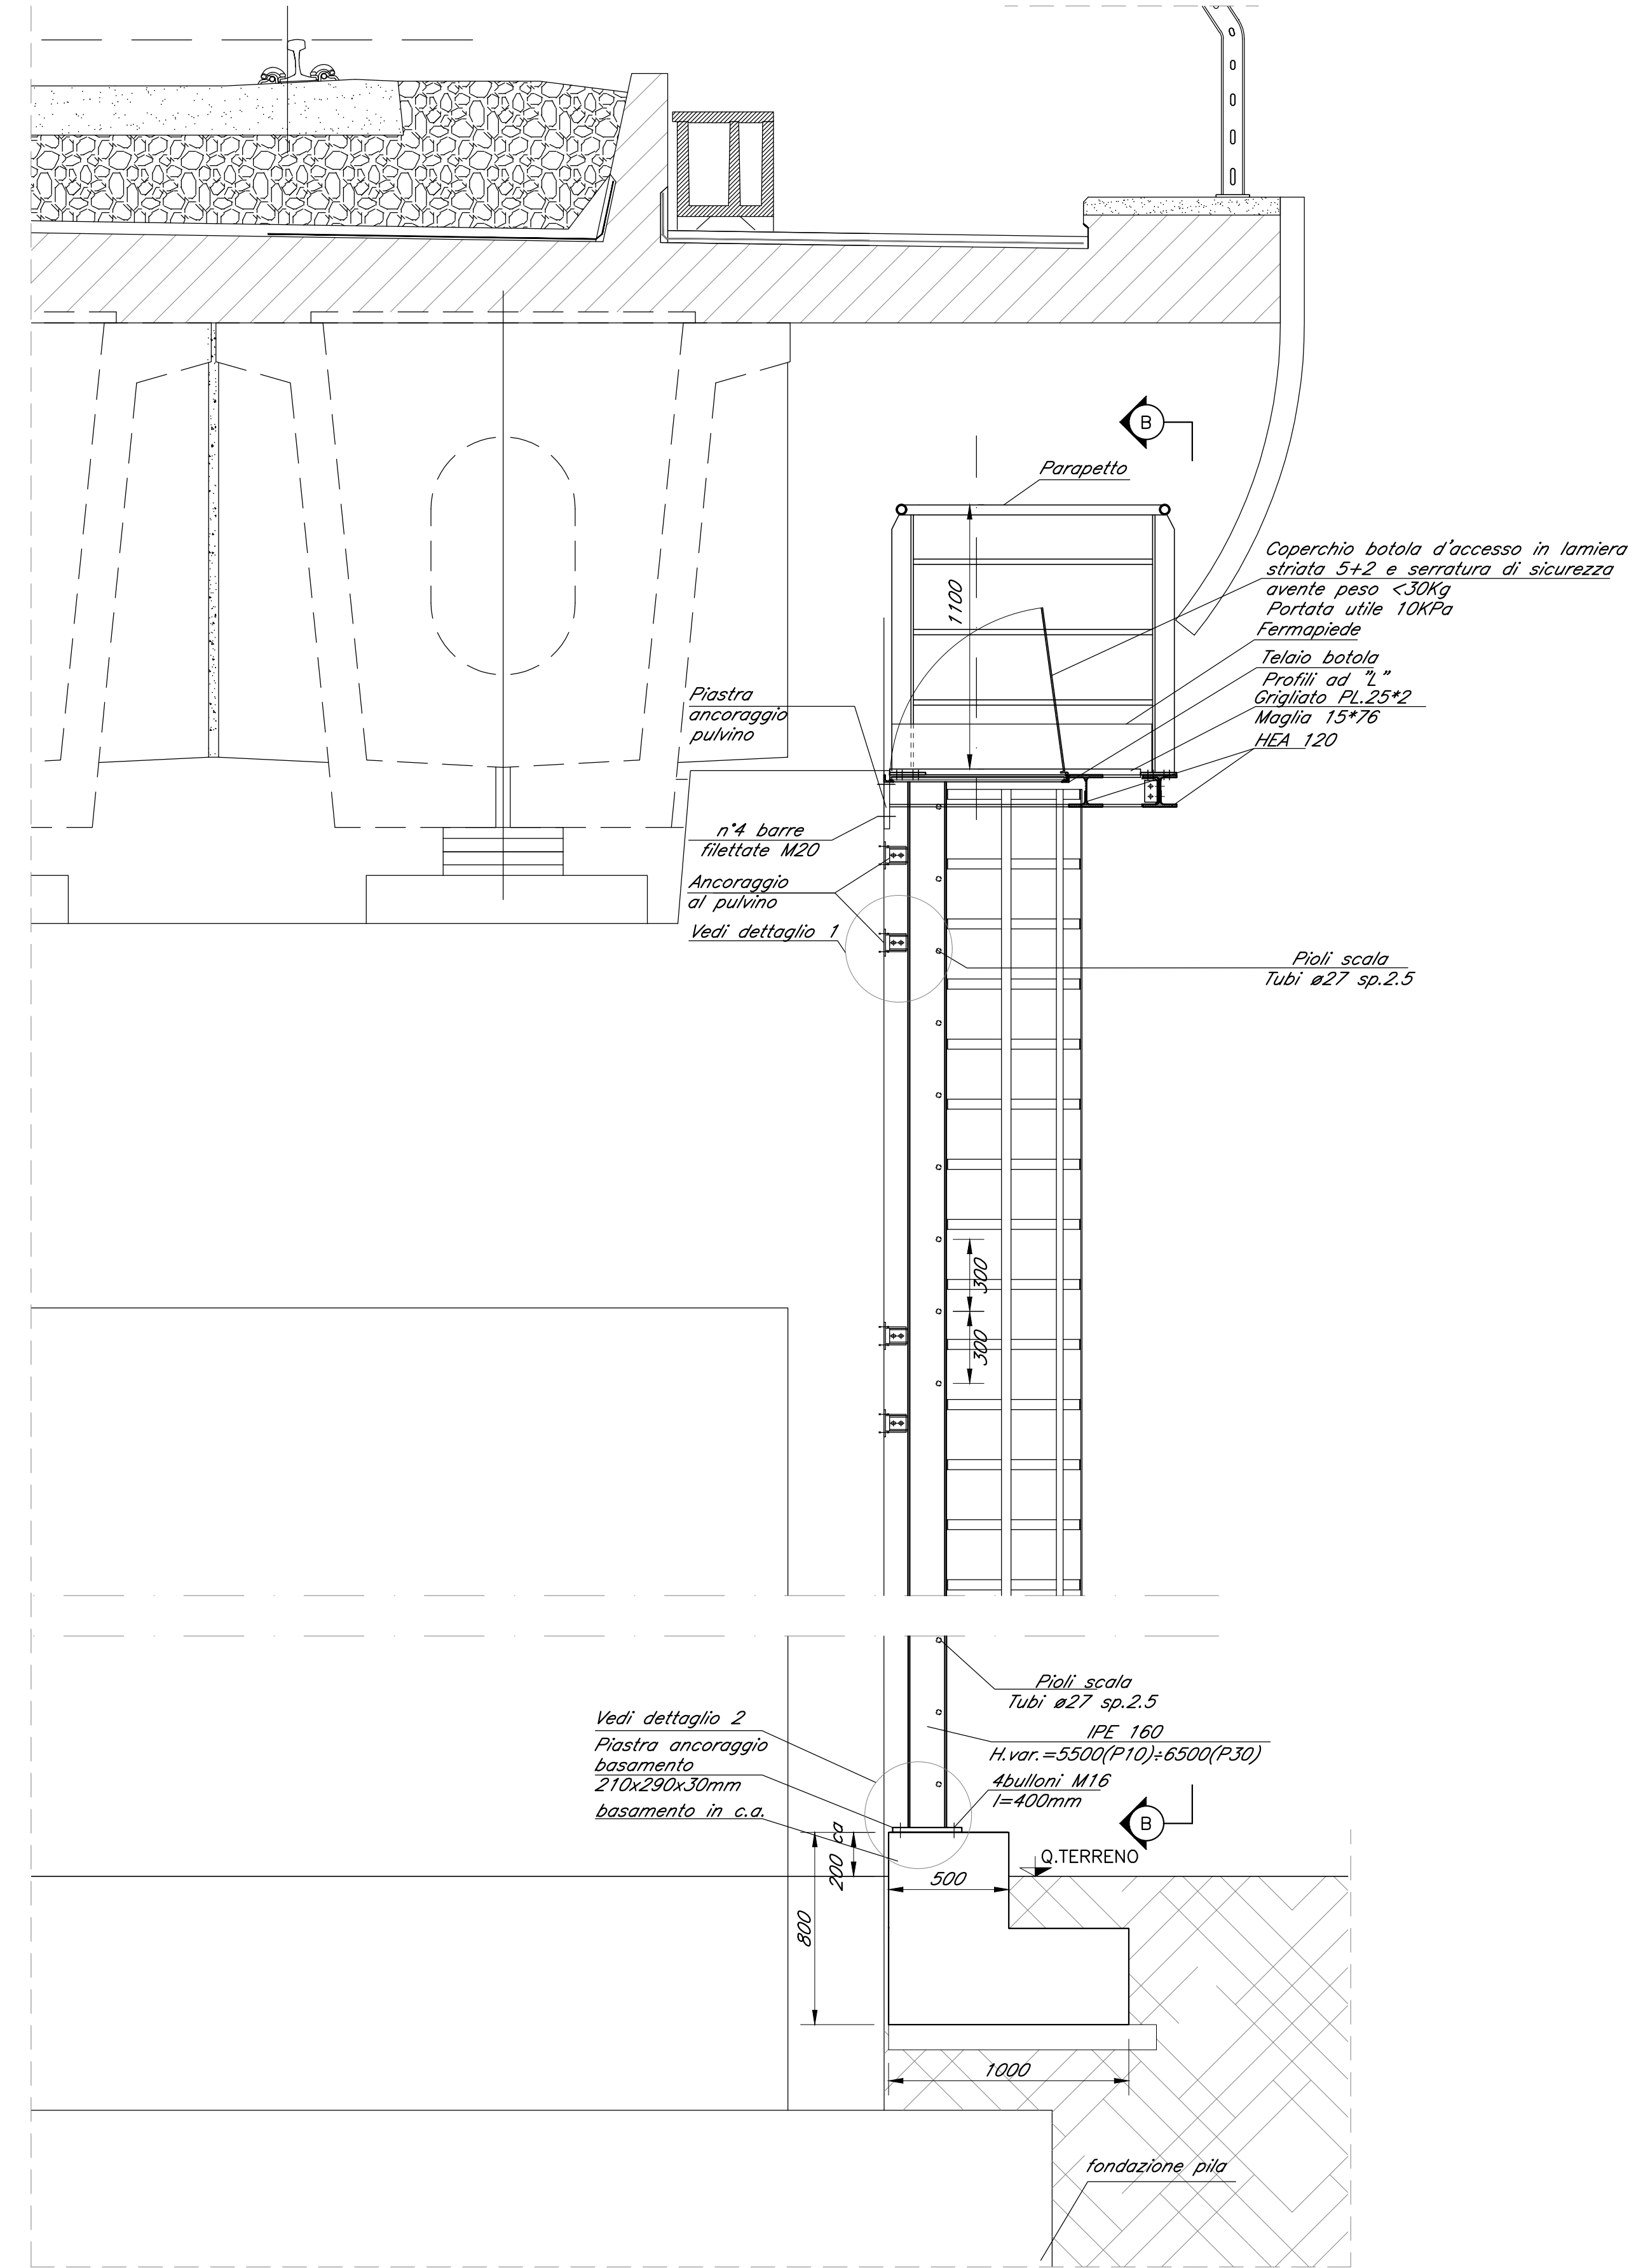 B
Parapetto
Coperchio botola d'accesso in lamiera
striata 5+2 e serratura di sicurezza
avente peso <30Kg
Portata utile 10KPa
1100
Fermapiede
Telaio botola
Profili ad "L"
Grigliato PL.25*2
Maglia 15*76
HEA 120
Piastra
ancoraggio
pulvino
n°4 barre
filettate M20
Ancoraggio
al pulvino
Vedi dettaglio 1
Pioli scala
Tubi ø27 sp.2.5
300
300
Pioli scala
Tubi ø27 sp.2.5
IPE 160
H.var.=5500(P10)÷6500(P30)
4bulloni M16
l=400mm
Vedi dettaglio 2
Piastra ancoraggio
basamento
210x290x30mm
basamento in c.a.
B
Q.TERRENO
200 ca
500
800
1000
fondazione pila